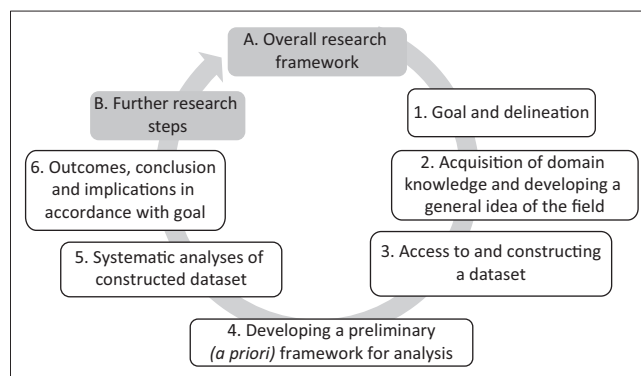 A. Overall research
framework
1. Goal and delineation
2. Acquisition of domain
knowledge and developing a
general idea of the field
3. Access to and constructing
a dataset
4. Developing a preliminary
(a priori) framework for analysis
5. Systematic analyses of
constructed dataset
6. Outcomes, conclusion
and implications in
accordance with goal
B. Further research
steps